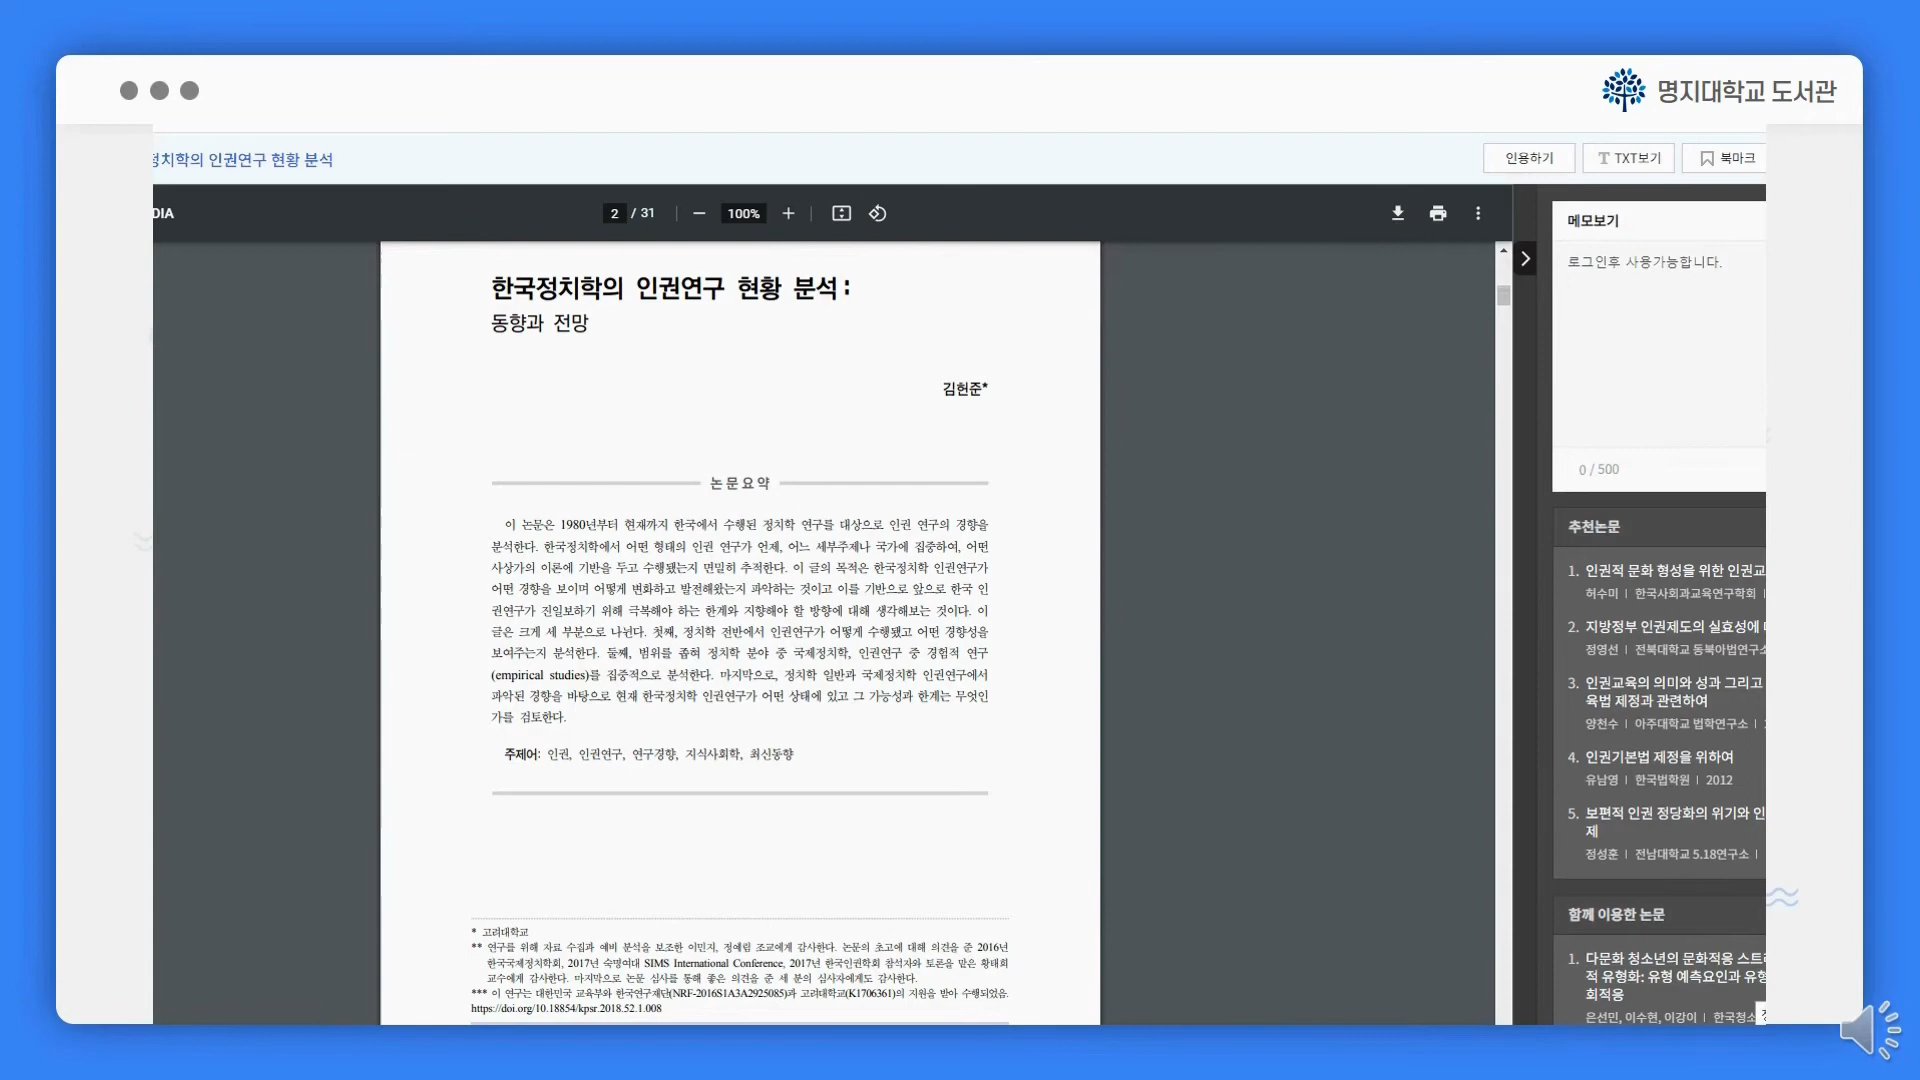 명지대학교 도서관
정치학의 인권연구 현황 분석
인용하기
TXT보기
북마크
DIA
2 / 31
100%
한국정치학의 인권연구 현황 분석:
동향과 전망
김헌준*
논문요약
이 논문은 1980년부터 현재까지 한국에서 수행된 정치학 연구를 대상으로 인권 연구의 경향을
분석한다. 한국정치학에서 어떤 형태의 인권 연구가 언제, 어느 세부주제나 국가에 집중하여, 어떤
사상가의 이론에 기반을 두고 수행됐는지 면밀히 추적한다. 이 글의 목적은 한국정치학 인권연구가
어떤 경향을 보이며 어떻게 변화하고 발전해왔는지 파악하는 것이고 이를 기반으로 앞으로 한국 인
권연구가 진일보하기 위해 극복해야 하는 한계와 지향해야 할 방향에 대해 생각해보는 것이다. 이
글은 크게 세 부분으로 나뉜다. 첫째, 정치학 전반에서 인권연구가 어떻게 수행됐고 어떤 경향성을
보여주는지 분석한다. 둘째, 범위를 좁혀 정치학 분야 중 국제정치학, 인권연구 중 경험적 연구
(empirical studies)를 집중적으로 분석한다. 마지막으로, 정치학 일반과 국제정치학 인권연구에서
파악된 경향을 바탕으로 현재 한국정치학 인권연구가 어떤 상태에 있고 그 가능성과 한계는 무엇인
가를 검토한다.
주제어: 인권, 인권연구, 연구경향, 지식사회학, 최신동향
* 고려대학교
** 연구를 위해 자료 수집과 예비 분석을 보조한 이민지, 정예림 조교에게 감사한다. 논문의 초고에 대해 의견을 준 2016년
한국국제정치학회, 2017년 숙명여대 SIMS International Conference, 2017년 한국인권학회 참석자와 토론을 맡은 황태희
교수에게 감사한다. 마지막으로 논문 심사를 통해 좋은 의견을 준 세 분의 심사자에게도 감사한다.
*** 이 연구는 대한민국 교육부와 한국연구재단(NRF-2016S1A3A2925085)과 고려대학교(K1706361)의 지원을 받아 수행되었음.
https://doi.org/10.18854/kpsr.2018.52.1.008
메모보기
로그인후 사용가능합니다.
0 / 500
추천논문
1. 인권적 문화 형성을 위한 인권교
허수미 | 한국사회과교육연구학회 |
2. 지방정부 인권제도의 실효성에
정영선 | 전북대학교 동북아법연구소
3. 인권교육의 의미와 성과 그리고
육법 제정과 관련하여
양천수 | 아주대학교 법학연구소 |
4. 인권기본법 제정을 위하여
유남영 | 한국법학원 | 2012
5. 보편적 인권 정당화의 위기와 인
제
정성훈 | 전남대학교 5.18연구소 |
함께 이용한 논문
1. 다문화 청소년의 문화적응 스트
적 유형화: 유형 예측요인과 유형
회적응
은선민, 이수현, 이강이 | 한국청소